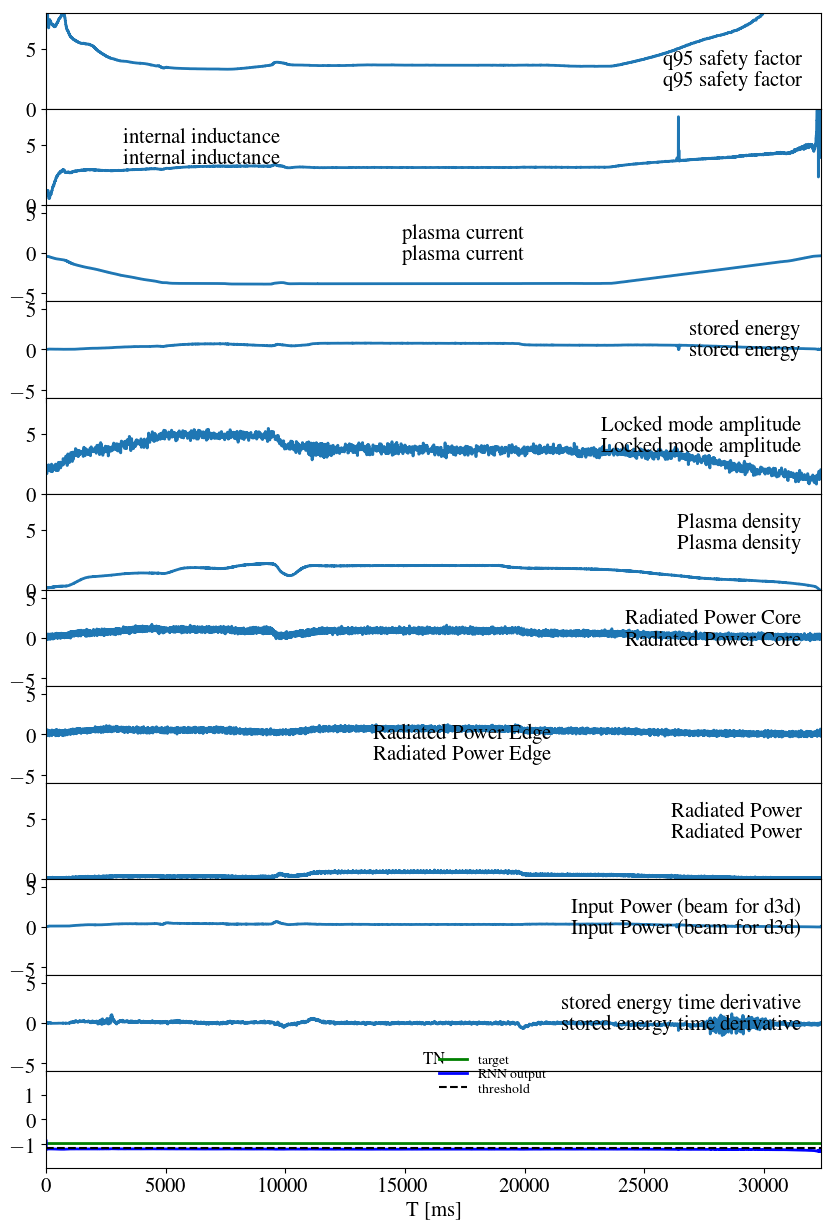 5
q95 safety factor
q95 safety factor
0
internal inductance
5
internal inductance
0
5
plasma current
0
plasma current
−5
5
stored energy
0
stored energy
−5
Locked mode amplitude
5
Locked mode amplitude
0
Plasma density
5
Plasma density
0
5
Radiated Power Core
0
Radiated Power Core
−5
5
0
Radiated Power Edge
Radiated Power Edge
−5
Radiated Power
5
Radiated Power
0
5
Input Power (beam for d3d)
0
Input Power (beam for d3d)
−5
5
stored energy time derivative
0
stored energy time derivative
TN
target
−5
RNN output
threshold
1
0
−1
0 5000 10000 15000 20000 25000 30000
T [ms]